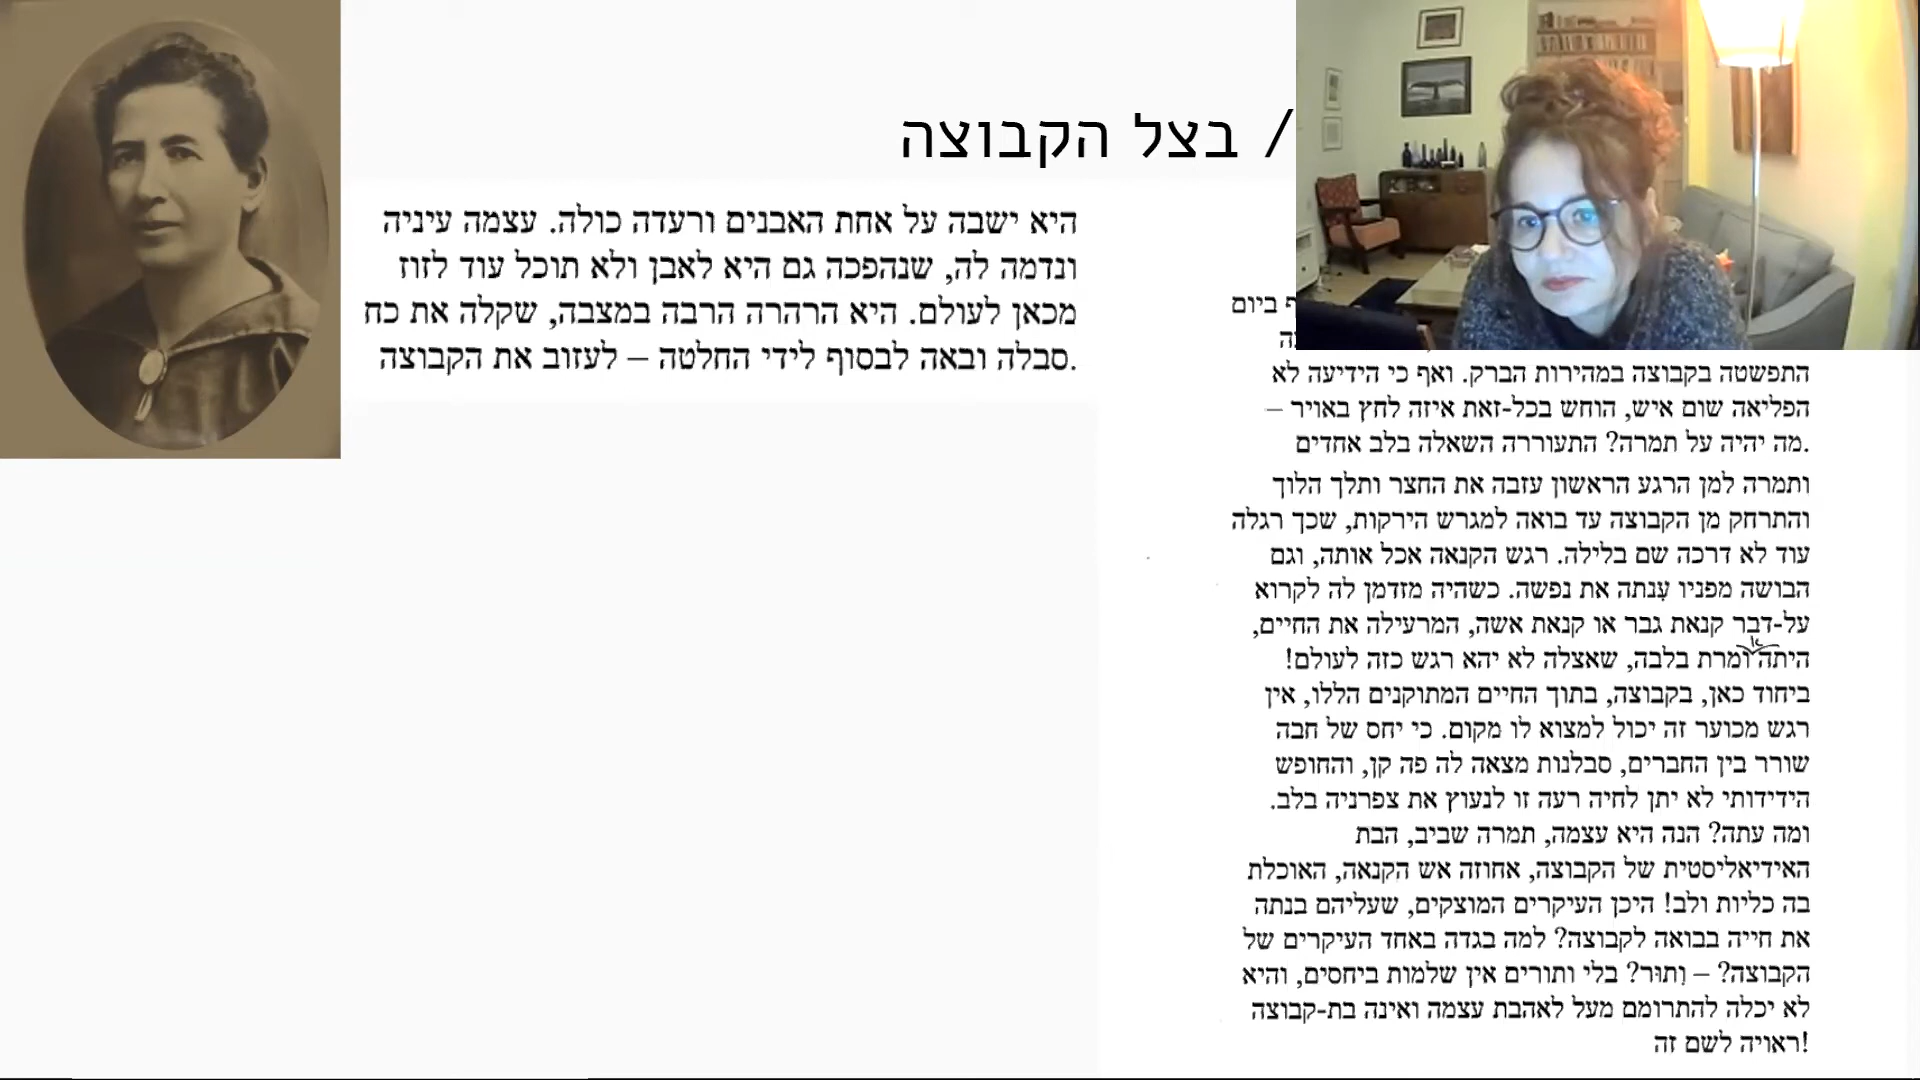 / בצל הקבוצה
ביום
התפשטה בקבוצה במהירות הברק. ואף כי הידיעה לא
הפליאה שום איש, הוחש בכל-זאת איזה לחץ באויר –
מה יהיה על תמרה? התעוררה השאלה בלב אחדים.
ותמרה למן הרגע הראשון עזבה את החצר ותלך הלוך
והתרחק מן הקבוצה עד בואה למגרש הירקות, שכך רגלה
עוד לא דרכה שם בלילה. רגש הקנאה אכל אותה, וגם
הבושה מפניו עִנתה את נפשה. כשהיה מזדמן לה לקרוא
על-דבר קנאת גבר או קנאת אשה, המרעילה את החיים,
היתה אומרת בלבה, שאצלה לא יהא רגש כזה לעולם!
ביחוד כאן, בקבוצה, בתוך החיים המתוקנים הללו, אין
רגש מכוער זה יכול למצוא לו מקום. כי יחס של חבה
שורר בין החברים, סבלנות מצאה לה פה קן, והחופש
הידידותי לא יתן לחיה רעה זו לנעוץ את צפרניה בלב.
ומה עתה? הנה היא עצמה, תמרה שביב, הבת
האידיאליסטית של הקבוצה, אחוזה אש הקנאה, האוכלת
בה כליות ולב! היכן העיקרים המוצקים, שעליהם בנתה
את חייה בבואה לקבוצה? למה בגדה באחד העיקרים של
הקבוצה? – וִתוּר? בלי ותורים אין שלמות ביחסים, והיא
לא יכלה להתרומם מעל לאהבת עצמה ואינה בת-קבוצה
ראויה לשם זה!
היא ישבה על אחת האבנים ורעדה כולה. עצמה עיניה
ונדמה לה, שנהפכה גם היא לאבן ולא תוכל עוד לזוז
מכאן לעולם. היא הרהרה הרבה במצבה, שקלה את כח
סבלה ובאה לבסוף לידי החלטה – לעזוב את הקבוצה.